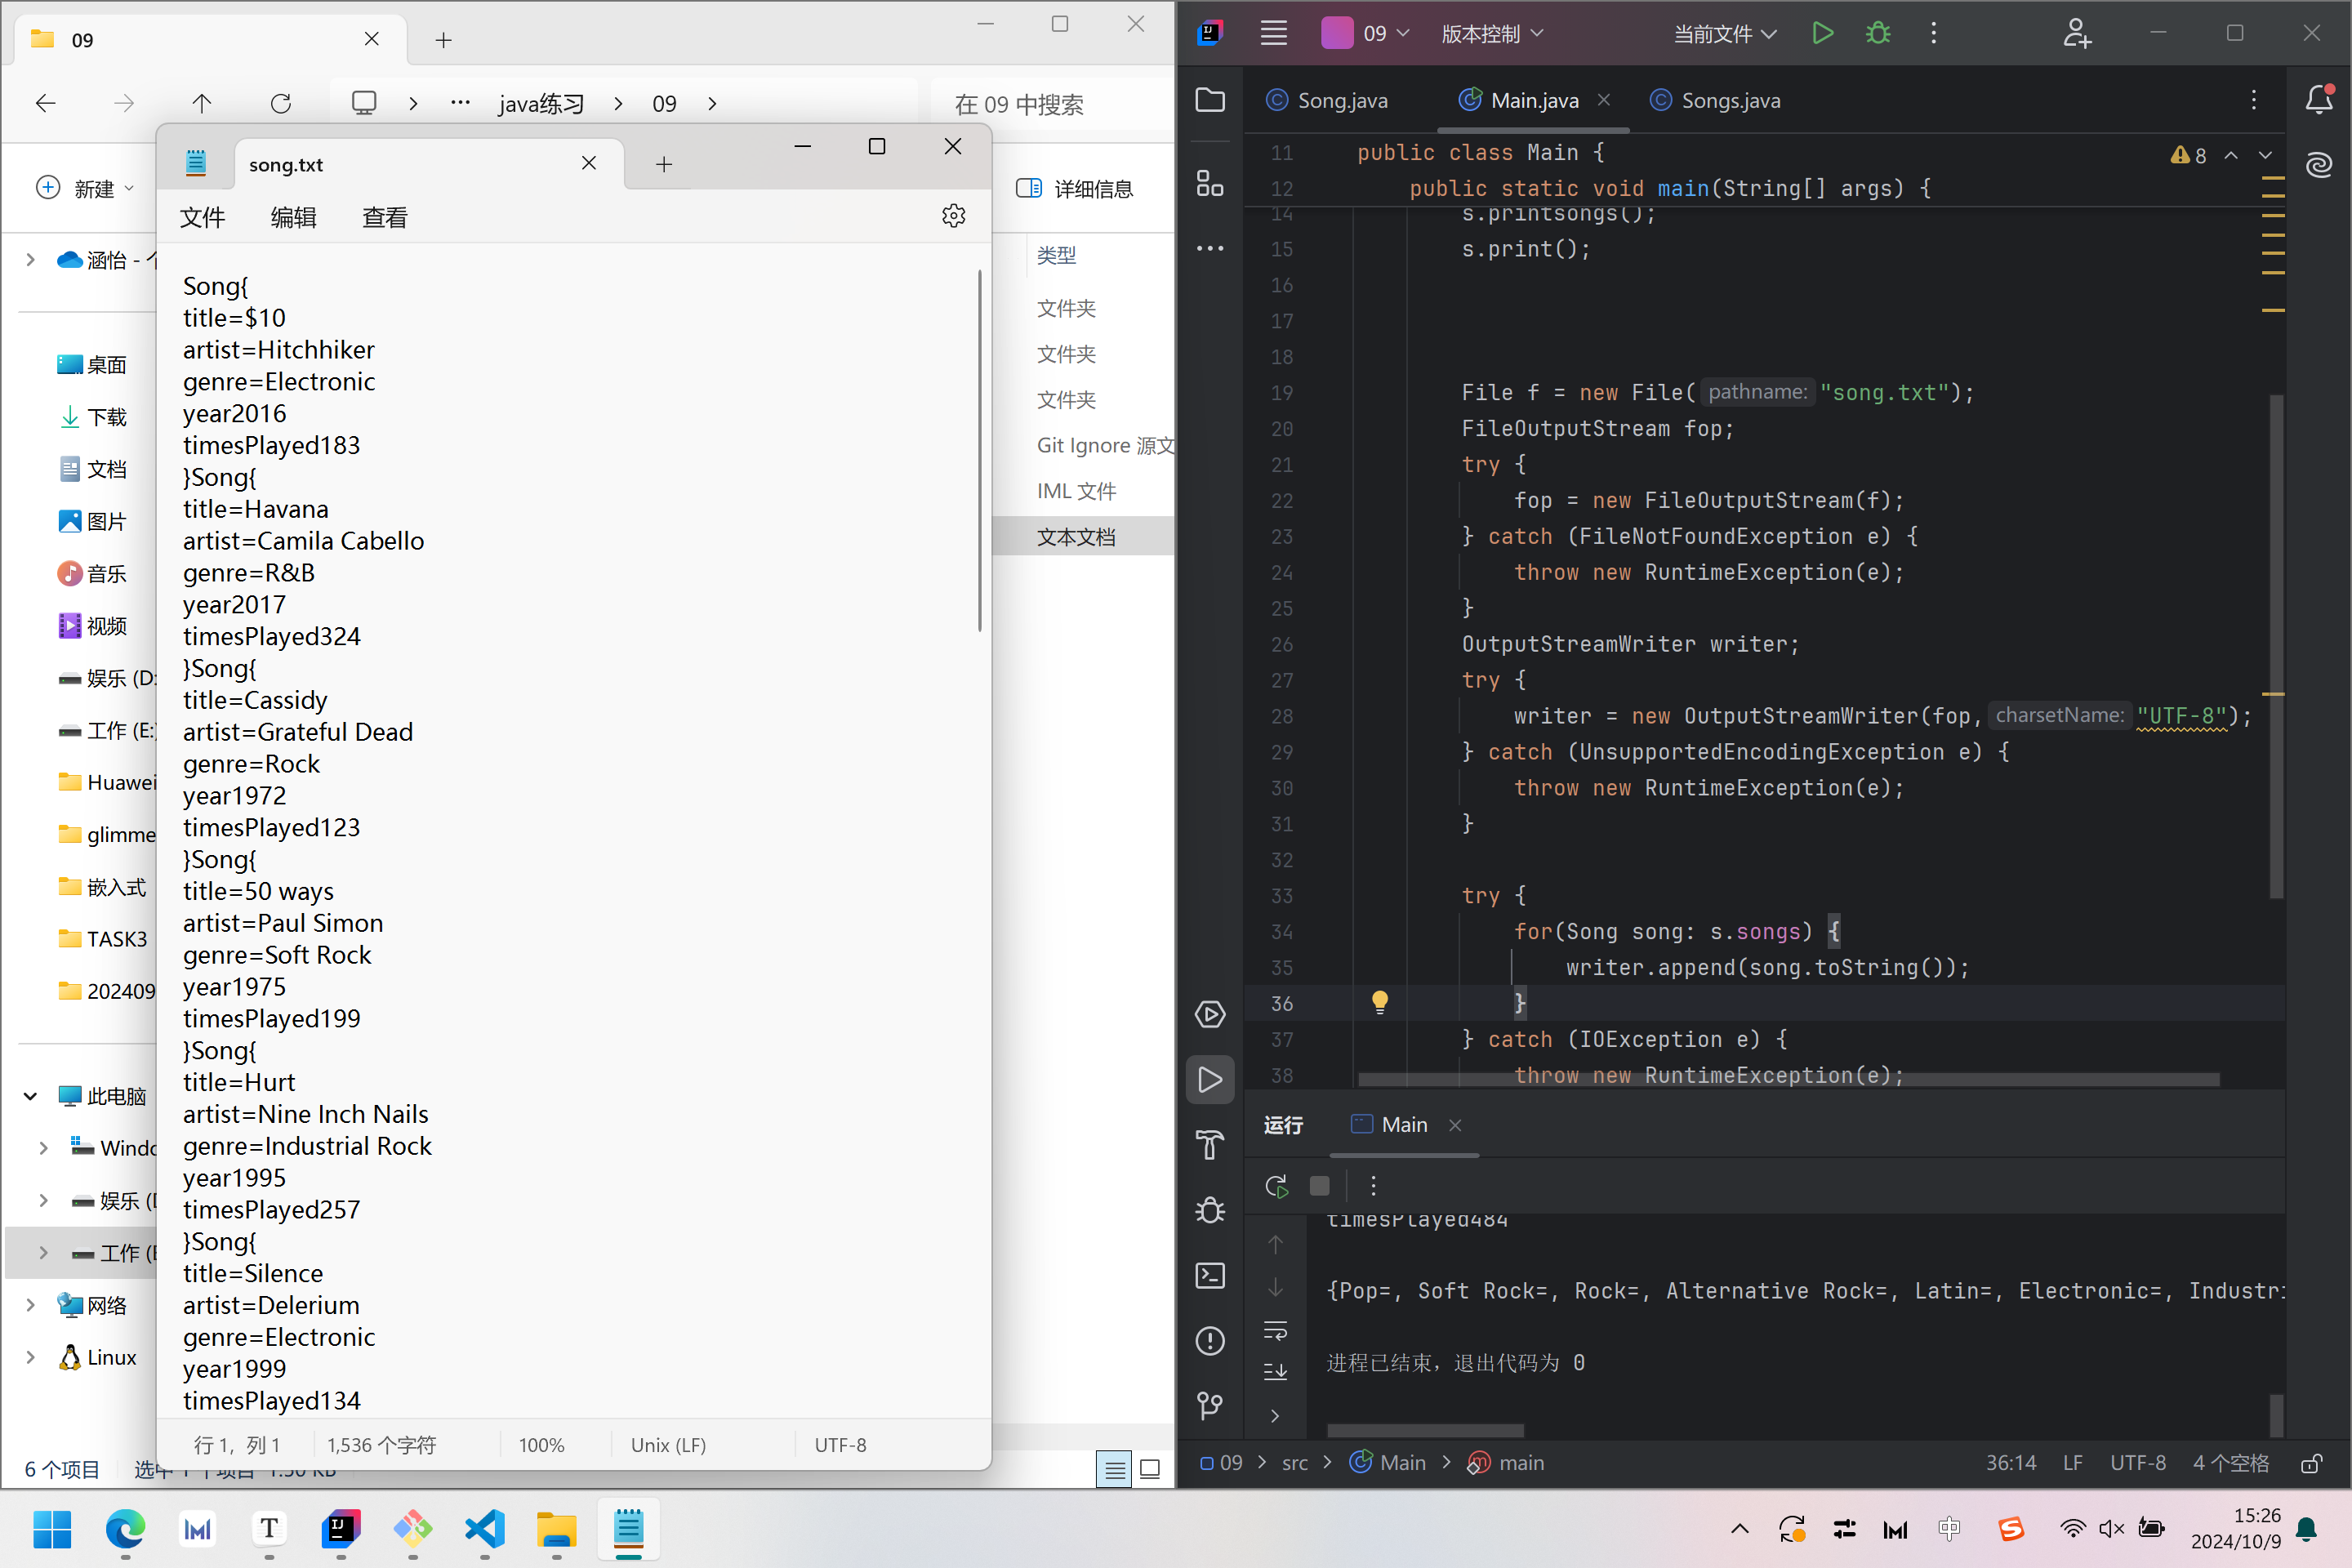 09
java练习
09
在 09 中搜索
新建
详细信息
涵怡 - 个
桌面
下载
文档
图片
音乐
视频
娱乐 (D:
工作 (E:)
Huawei
glimme
嵌入式
TASK3
202409
此电脑
Windo
娱乐 (D
工作 (E
网络
Linux
类型
文件夹
文件夹
文件夹
Git Ignore 源文
IML 文件
文本文档
6 个项目
选中 1 个项目 1.50 KB
song.txt
文件
编辑
查看
Song{
title=$10
artist=Hitchhiker
genre=Electronic
year2016
timesPlayed183
}Song{
title=Havana
artist=Camila Cabello
genre=R&B
year2017
timesPlayed324
}Song{
title=Cassidy
artist=Grateful Dead
genre=Rock
year1972
timesPlayed123
}Song{
title=50 ways
artist=Paul Simon
genre=Soft Rock
year1975
timesPlayed199
}Song{
title=Hurt
artist=Nine Inch Nails
genre=Industrial Rock
year1995
timesPlayed257
}Song{
title=Silence
artist=Delerium
genre=Electronic
year1999
timesPlayed134
行 1，列 1
1,536 个字符
100%
Unix (LF)
UTF-8
09
版本控制
当前文件
Song.java
Main.java
Songs.java
8
11 public class Main {
12 public static void main(String[] args) {
14 s.printsongs();
15 s.print();
16
17
18
19 File f = new File( pathname: "song.txt");
20 FileOutputStream fop;
21 try {
22 fop = new FileOutputStream(f);
23 } catch (FileNotFoundException e) {
24 throw new RuntimeException(e);
25 }
26 OutputStreamWriter writer;
27 try {
28 writer = new OutputStreamWriter(fop, charsetName: "UTF-8");
29 } catch (UnsupportedEncodingException e) {
30 throw new RuntimeException(e);
31 }
32
33 try {
34 for(Song song: s.songs) {
35 writer.append(song.toString());
36 }
37 } catch (IOException e) {
38 throw new RuntimeException(e);
运行
Main
timesPlayed484
{Pop=, Soft Rock=, Rock=, Alternative Rock=, Latin=, Electronic=, Industri
进程已结束，退出代码为 0
09
src
Main
main
36:14
LF
UTF-8
4 个空格
中
15:26
2024/10/9